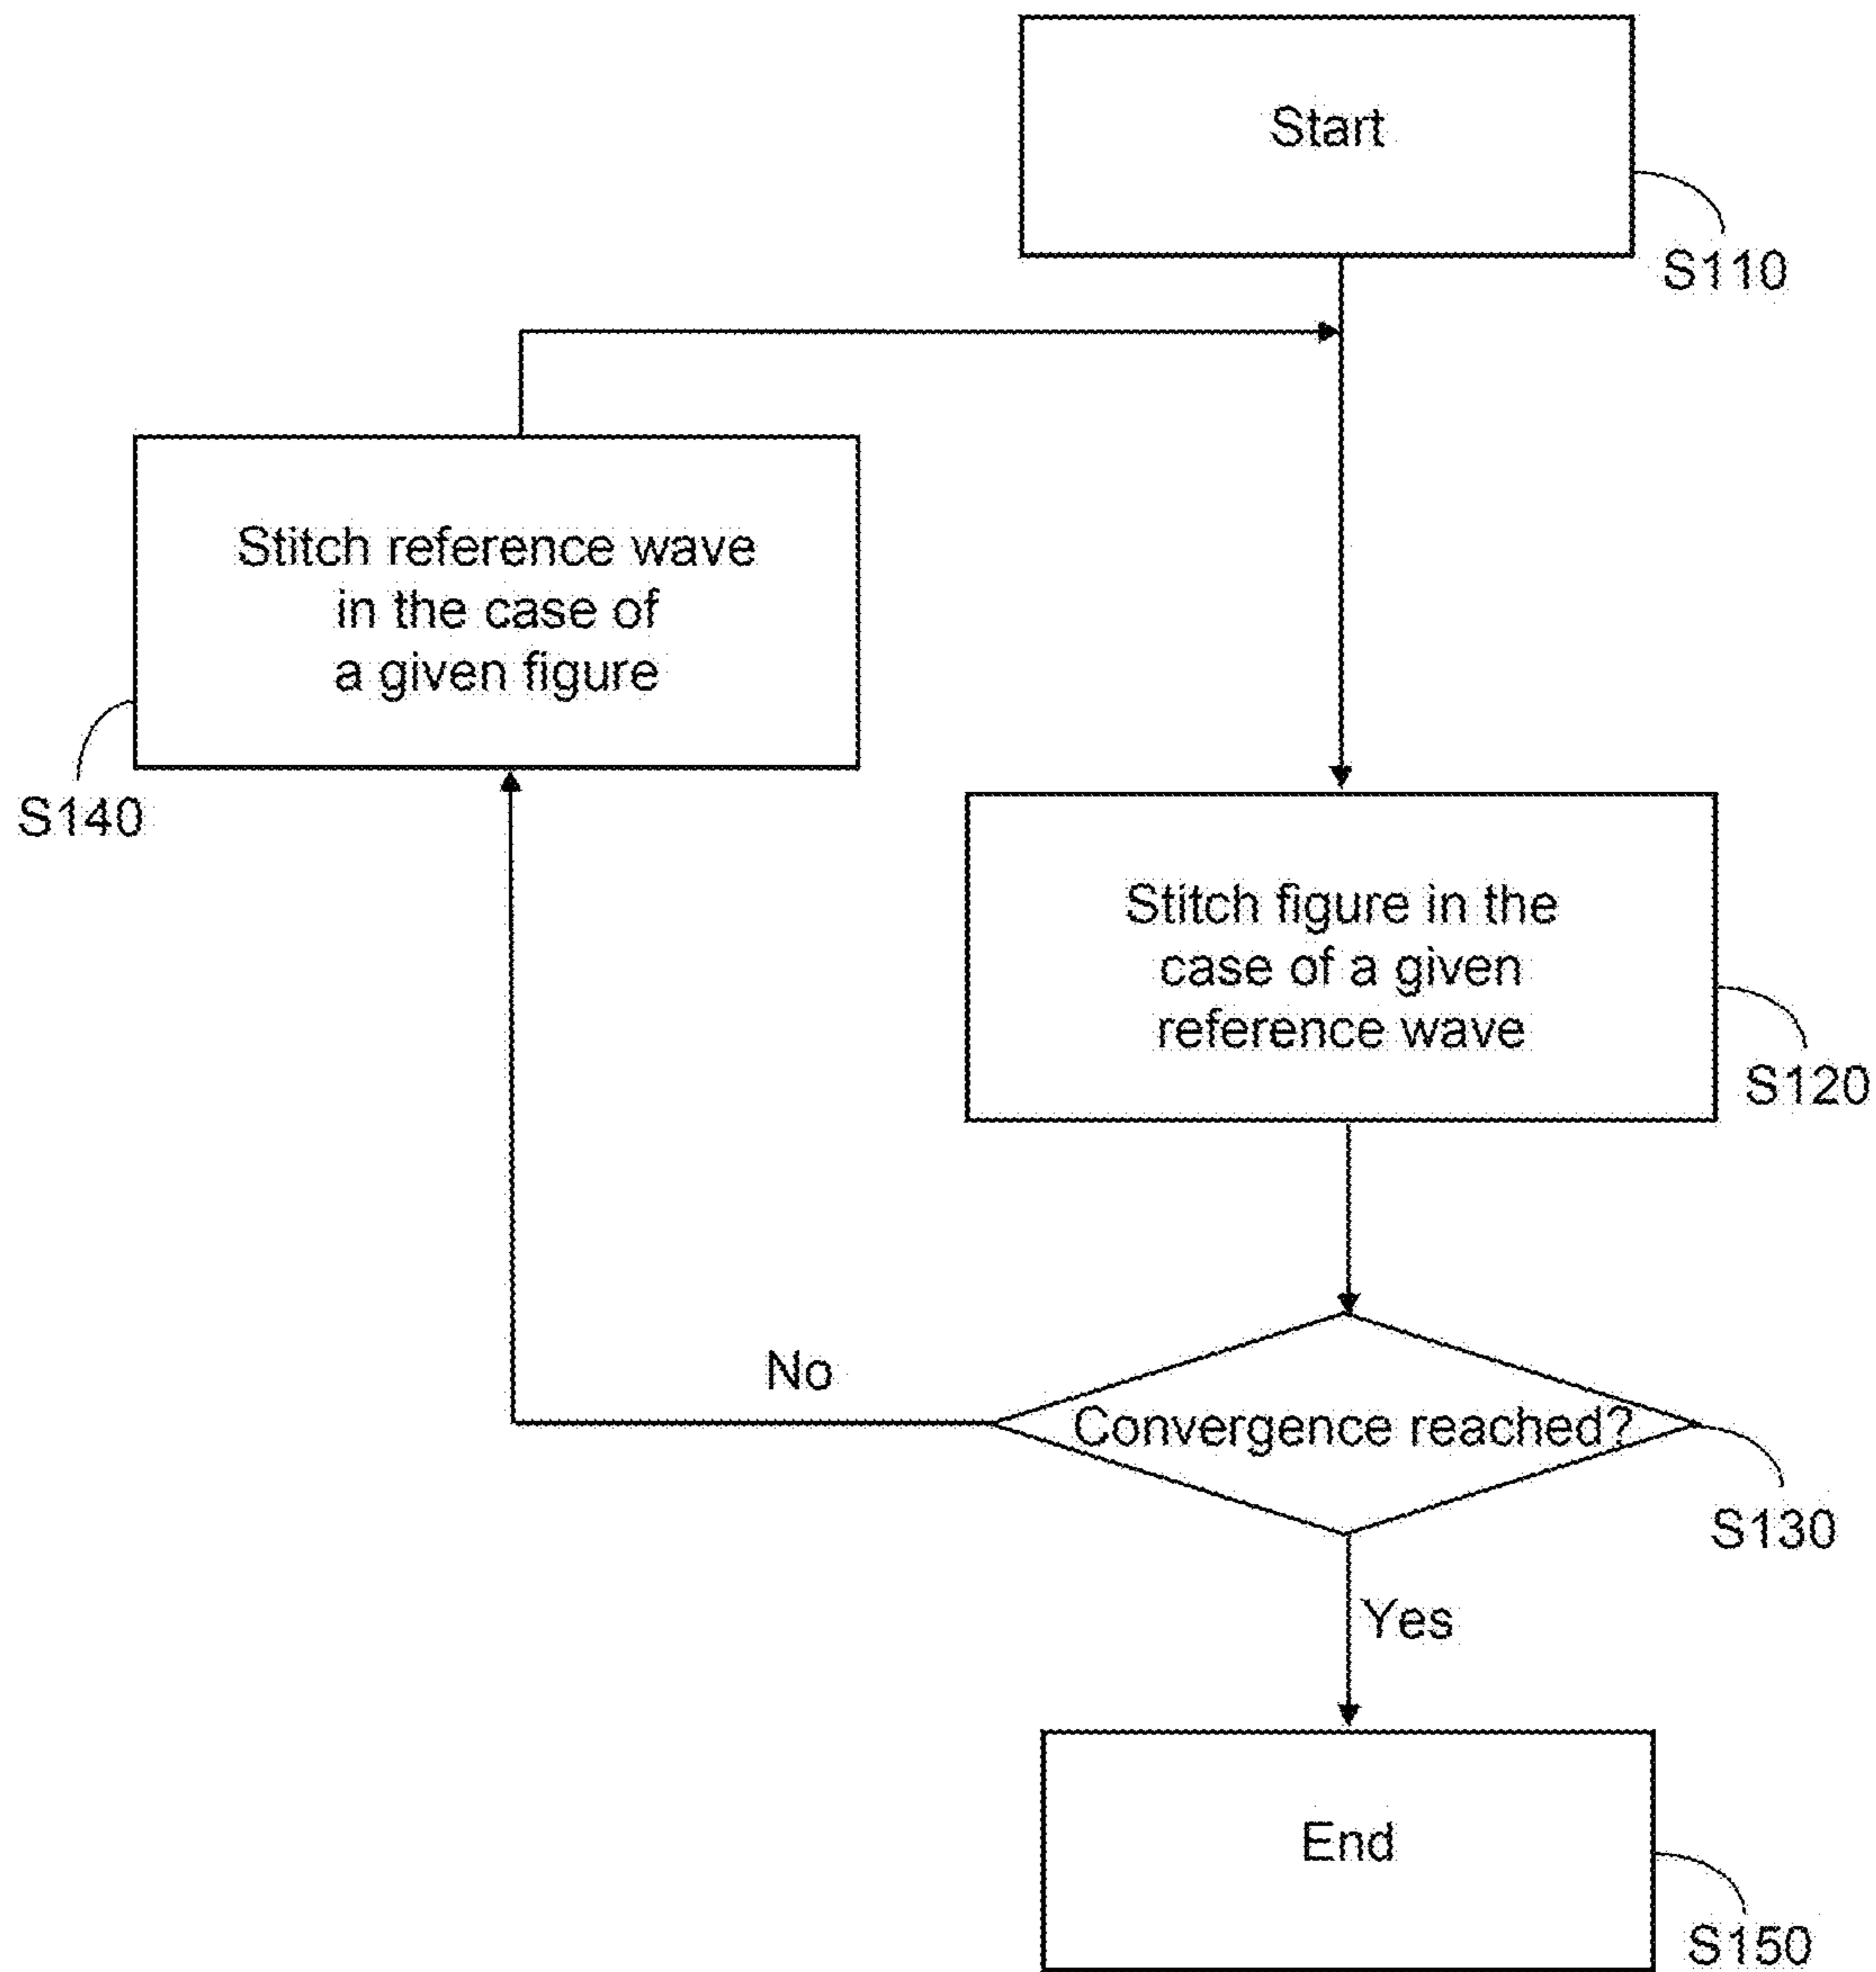 Start
S110
Stitch reference wave
in the case of
a given figure
S140
Stitch figure in the
case of a given
reference wave
S120
No
Convergence reached?
S130
Yes
End
S150